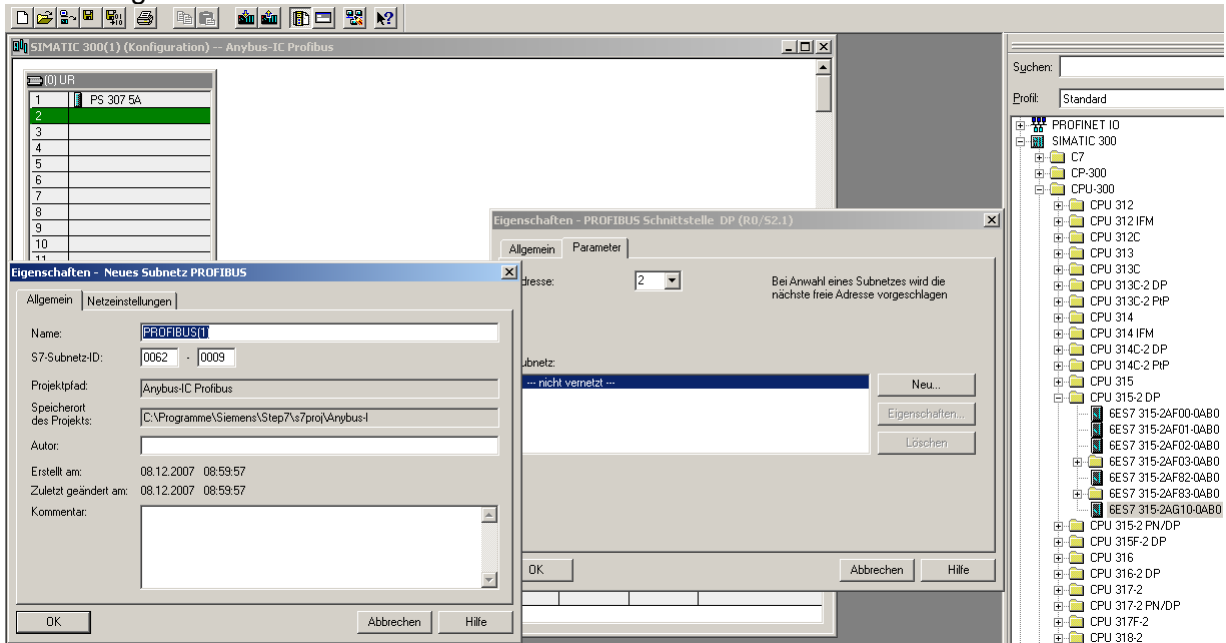 SIMATIC 300(1) (Konfiguration) -- Anybus-IC Profibus
(0) UR
1 PS 307 5A
2
3
4
5
6
7
8
9
10
11
Eigenschaften - PROFIBUS Schnittstelle DP (R0/S2.1)
Allgemein Parameter
dresse: 2 Bei Anwahl eines Subnetzes wird die
nächste freie Adresse vorgeschlagen
ubnetz:
--- nicht vernetzt ---
Neu...
Eigenschaften...
Löschen
OK Abbrechen Hilfe
Eigenschaften - Neues Subnetz PROFIBUS
Allgemein Netzeinstellungen
Name: PROFIBUS(1)
S7-Subnetz-ID: 0062 - 0009
Projektpfad: Anybus-IC Profibus
Speicherort
des Projekts: C:\Programme\Siemens\Step7\s7proj\Anybus-I
Autor:
Erstellt am: 08.12.2007 08:59:57
Zuletzt geändert am: 08.12.2007 08:59:57
Kommentar:
OK Abbrechen Hilfe
Suchen:
Profil: Standard
PROFINET IO
SIMATIC 300
C7
CP-300
CPU-300
CPU 312
CPU 312 IFM
CPU 312C
CPU 313
CPU 313C
CPU 313C-2 DP
CPU 313C-2 PtP
CPU 314
CPU 314 IFM
CPU 314C-2 DP
CPU 314C-2 PtP
CPU 315
CPU 315-2 DP
6ES7 315-2AF00-0AB0
6ES7 315-2AF01-0AB0
6ES7 315-2AF02-0AB0
6ES7 315-2AF03-0AB0
6ES7 315-2AF82-0AB0
6ES7 315-2AF83-0AB0
6ES7 315-2AG10-0AB0
CPU 315-2 PN/DP
CPU 315F-2 DP
CPU 316
CPU 316-2 DP
CPU 317-2
CPU 317-2 PN/DP
CPU 317F-2
CPU 318-2